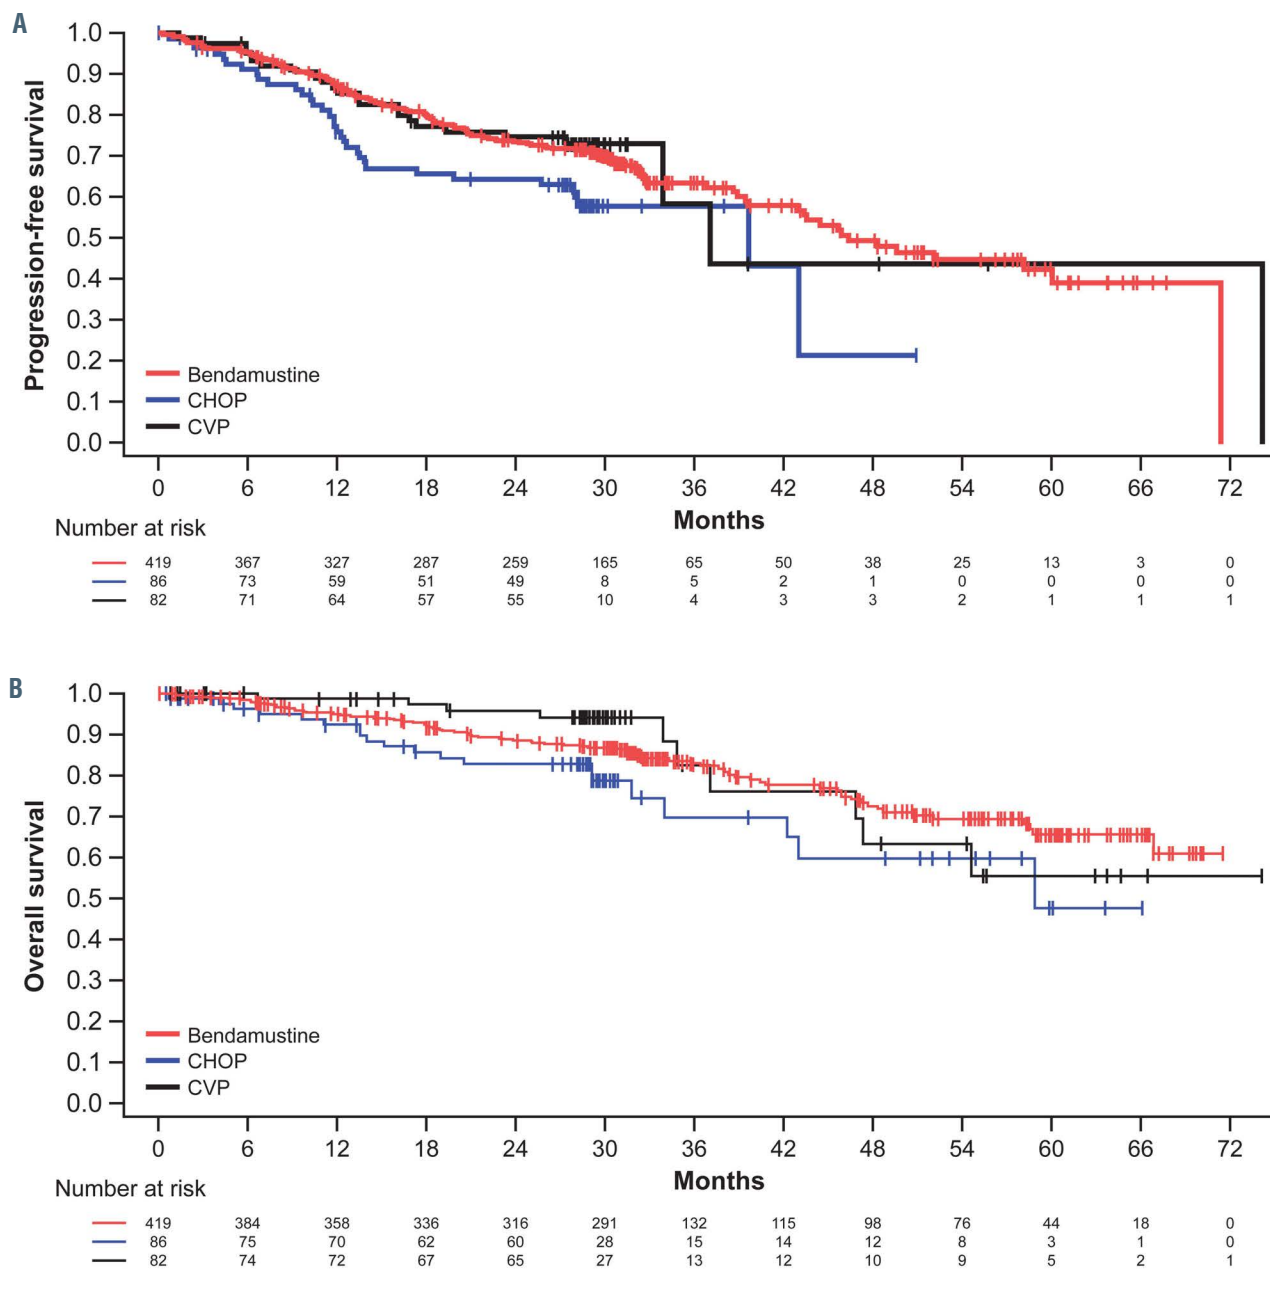 A
1.0
0.9
0.8
0.7
0.6
0.5
0.4
0.3
0.2
0.1
0.0
Progression-free survival
Bendamustine
CHOP
CVP
0 6 12 18 24 30 36 42 48 54 60 66 72
Months
Number at risk
419 367 327 287 259 165 65 50 38 25 13 3 0
86 73 59 51 49 8 5 2 1 0 0 0 0
82 71 64 57 55 10 4 3 3 2 1 1 1
B
1.0
0.9
0.8
0.7
0.6
0.5
0.4
0.3
0.2
0.1
0.0
Overall survival
Bendamustine
CHOP
CVP
0 6 12 18 24 30 36 42 48 54 60 66 72
Months
Number at risk
419 384 358 336 316 291 132 115 98 76 44 18 0
86 75 70 62 60 28 15 14 12 8 3 1 0
82 74 72 67 65 27 13 12 10 9 5 2 1